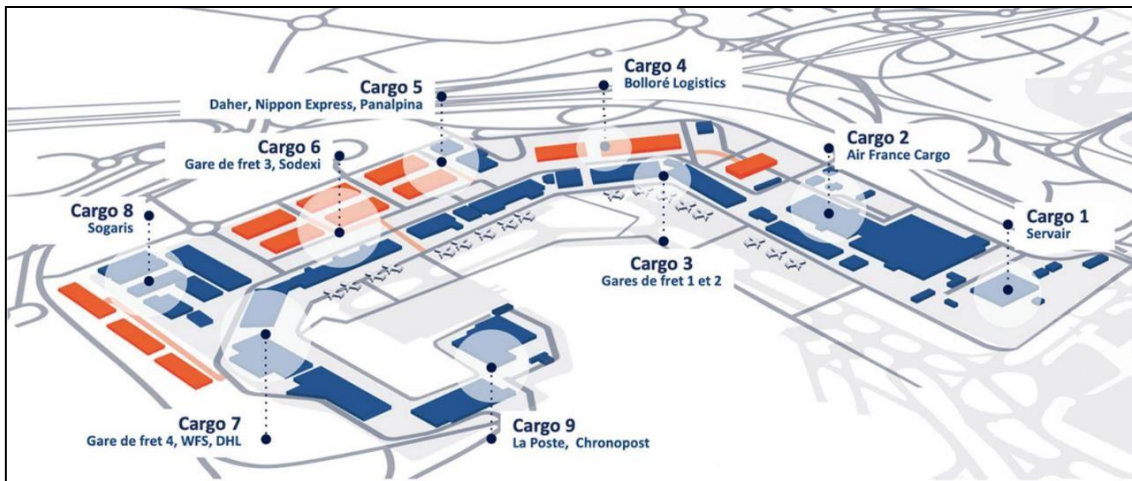 Cargo 4
Bolloré Logistics
Cargo 5
Daher, Nippon Express, Panalpina
Cargo 2
Air France Cargo
Cargo 6
Gare de fret 3, Sodexi
Cargo 8
Sogaris
Cargo 1
Servair
Cargo 3
Gares de fret 1 et 2
Cargo 7
Gare de fret 4, WFS, DHL
Cargo 9
La Poste, Chronopost